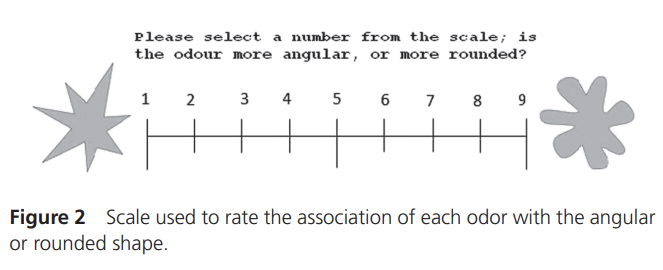 Please select a number from the scale; is
the odour more angular, or more rounded?
1 2 3 4 5 6 7 8 9
Figure 2 Scale used to rate the association of each odor with the angular
or rounded shape.